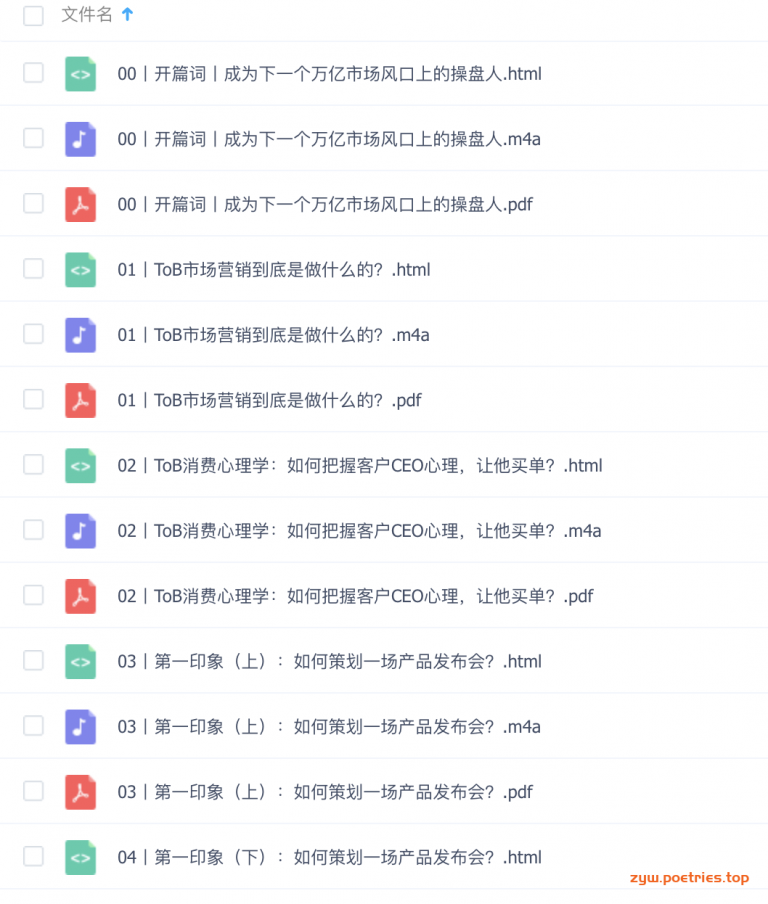 文件名
00丨开篇词丨成为下一个万亿市场风口上的操盘人.html
00丨开篇词丨成为下一个万亿市场风口上的操盘人.m4a
00丨开篇词丨成为下一个万亿市场风口上的操盘人.pdf
01丨ToB市场营销到底是做什么的？.html
01丨ToB市场营销到底是做什么的？.m4a
01丨ToB市场营销到底是做什么的？.pdf
02丨ToB消费心理学：如何把握客户CEO心理，让他买单？.html
02丨ToB消费心理学：如何把握客户CEO心理，让他买单？.m4a
02丨ToB消费心理学：如何把握客户CEO心理，让他买单？.pdf
03丨第一印象（上）：如何策划一场产品发布会？.html
03丨第一印象（上）：如何策划一场产品发布会？.m4a
03丨第一印象（上）：如何策划一场产品发布会？.pdf
04丨第一印象（下）：如何策划一场产品发布会？.html
zyw.poetries.top